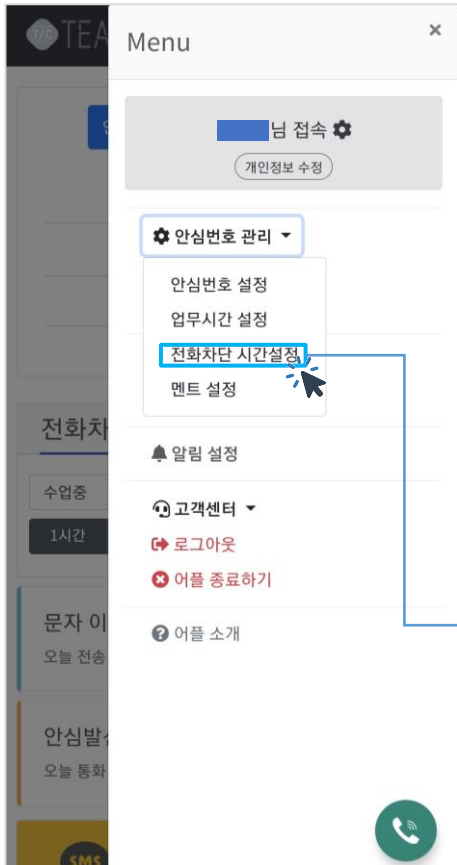 T/C TEA
Menu
×
님 접속
개인정보 수정
안심번호 관리
안심번호 설정
업무시간 설정
전화차단 시간설정
멘트 설정
알림 설정
고객센터
로그아웃
어플 종료하기
어플 소개
전화차
수업중
1시간
문자 이
오늘 전송
안심발
오늘 통화
SMS